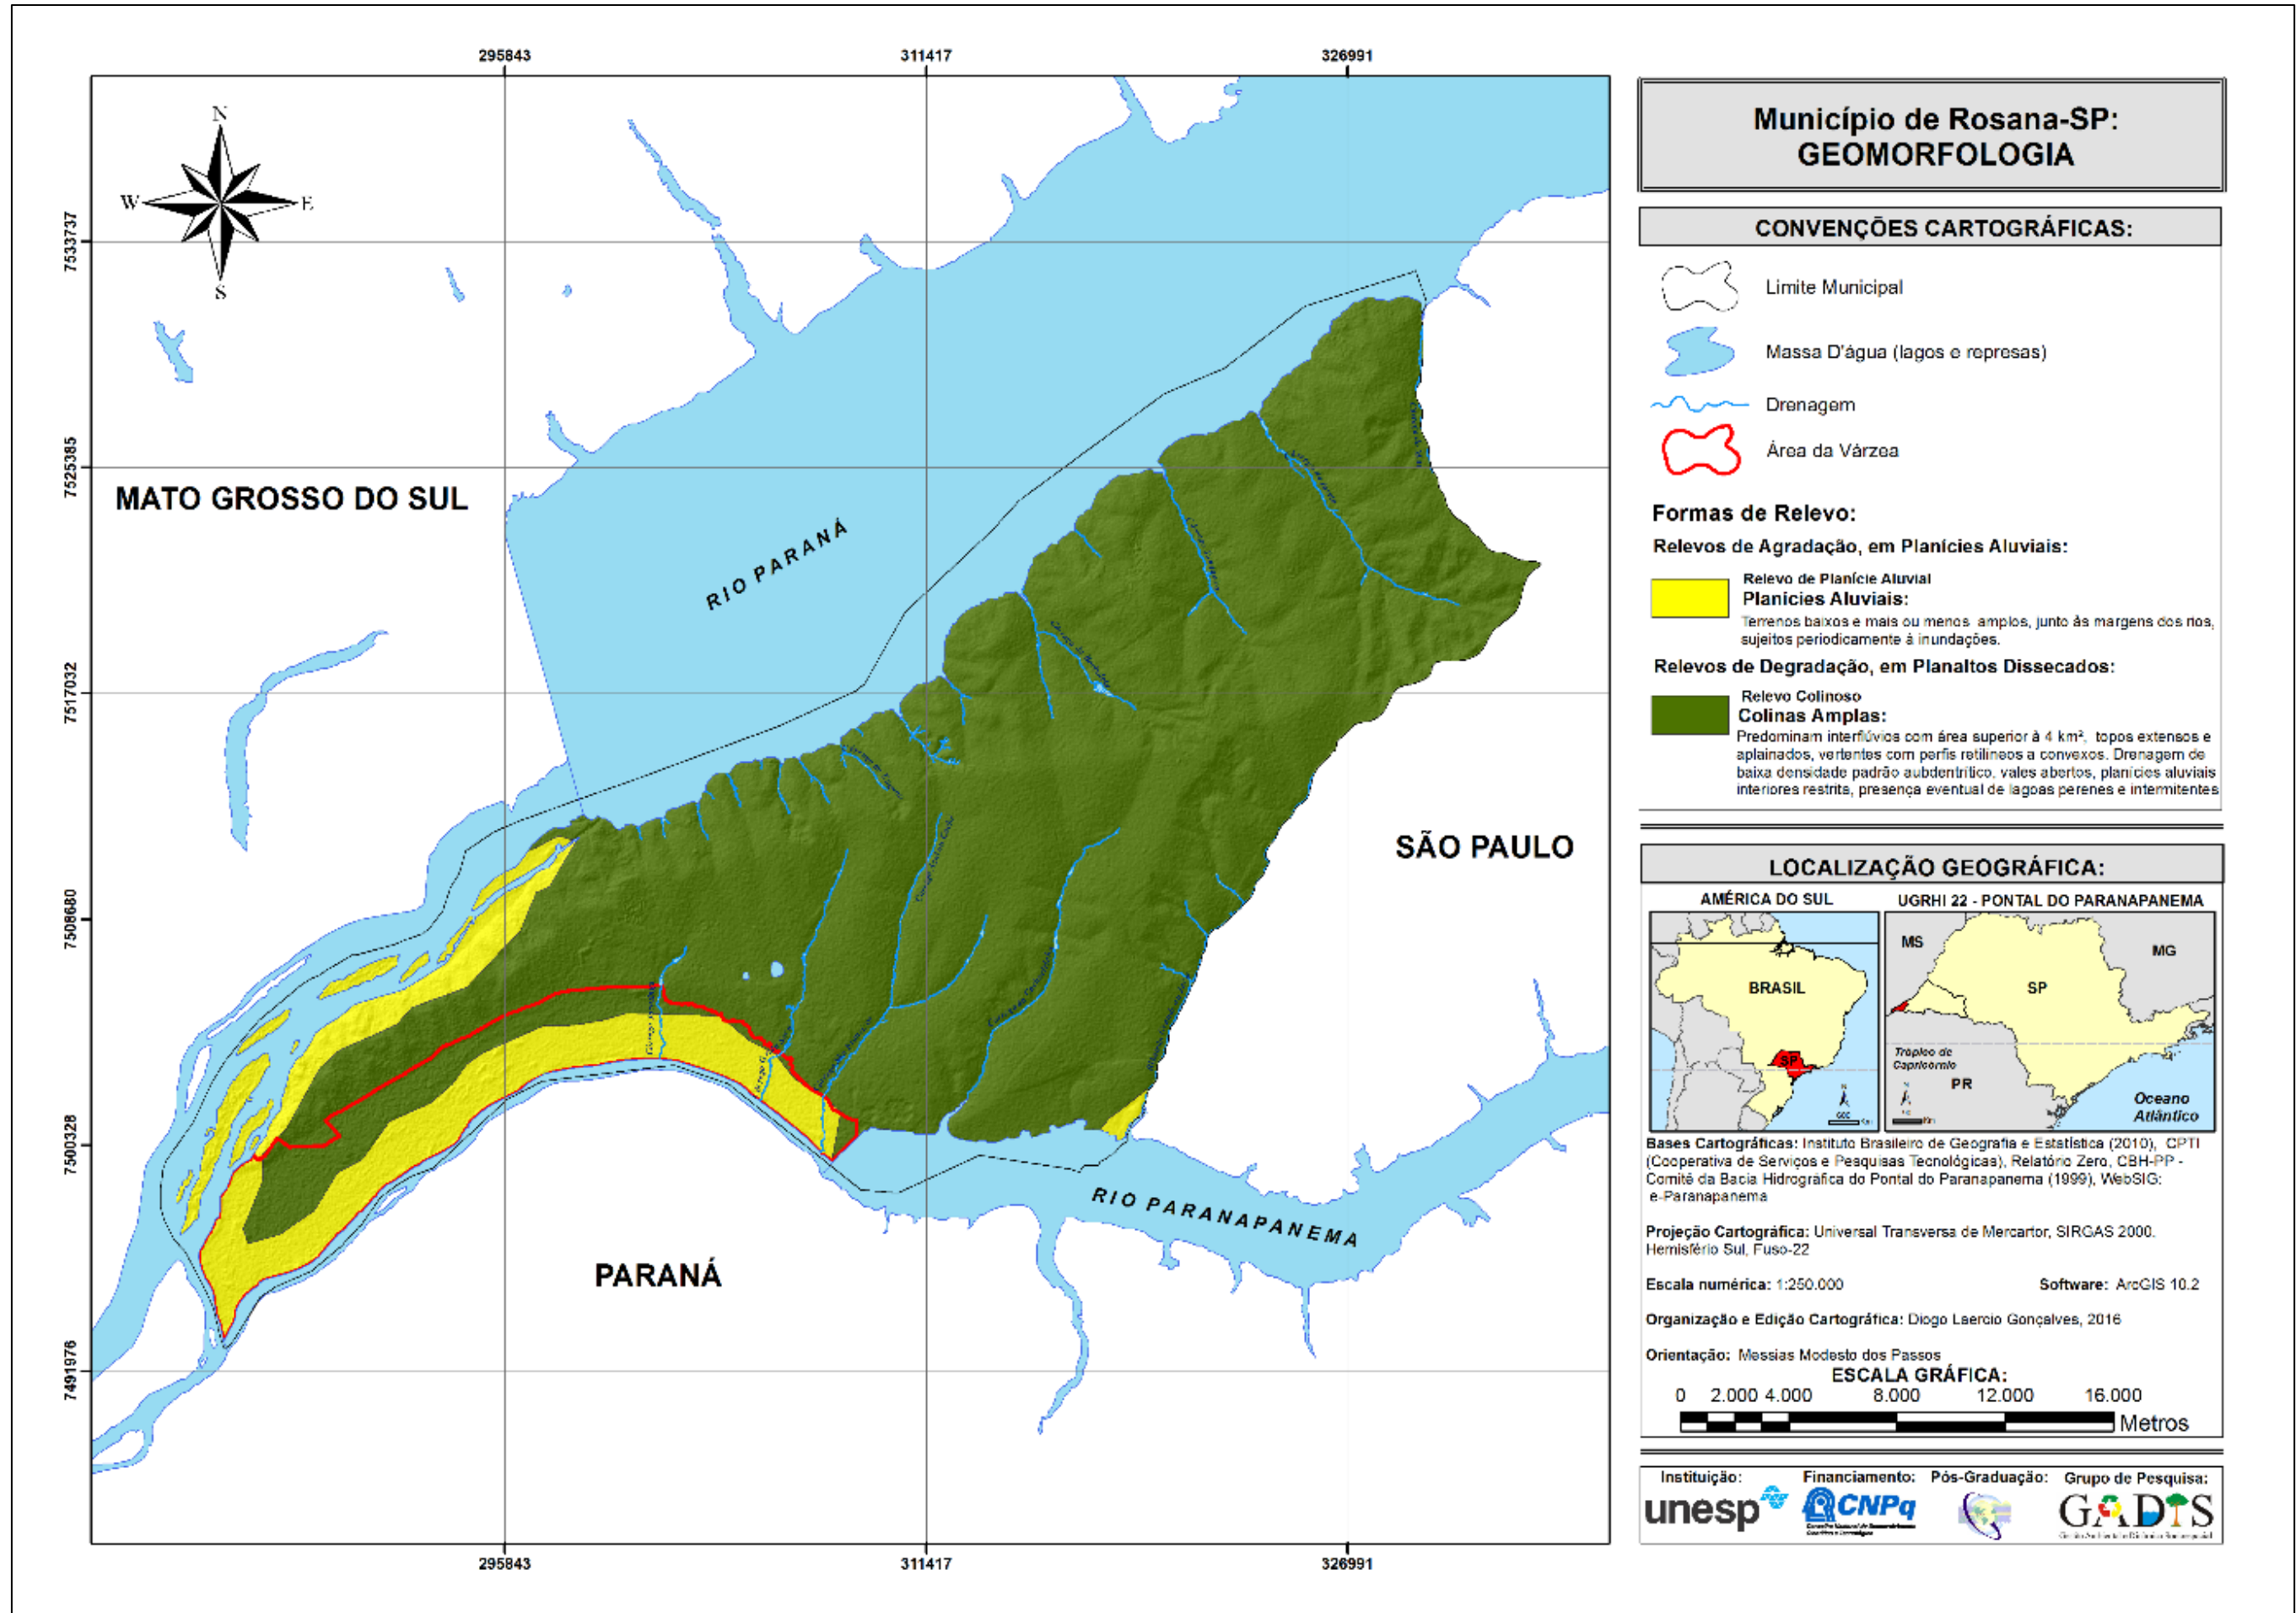 295843
311417
326991
N
W
E
S
7533737
7525385
7517032
7508680
7500328
7491976
MATO GROSSO DO SUL
RIO PARANÁ
SÃO PAULO
PARANÁ
RIO PARANAPANEMA
295843
311417
326991
Município de Rosana-SP:
GEOMORFOLOGIA
CONVENÇÕES CARTOGRÁFICAS:
Limite Municipal
Massa D'água (lagos e represas)
Drenagem
Área da Várzea
Formas de Relevo:
Relevos de Agradação, em Planícies Aluviais:
Relevo de Planície Aluvial
Planícies Aluviais:
Terrenos baixos e mais ou menos amplos, junto às margens dos rios,
sujeitos periodicamente à inundações.
Relevos de Degradação, em Planaltos Dissecados:
Relevo Colinoso
Colinas Amplas:
Predominam interflúvios com área superior à 4 km², topos extensos e
aplainados, vertentes com perfis retilíneos a convexos. Drenagem de
baixa densidade padrão aubdentrítico, vales abertos, planícies aluviais
interiores restrita, presença eventual de lagoas perenes e intermitentes
LOCALIZAÇÃO GEOGRÁFICA:
AMÉRICA DO SUL
UGRHI 22 - PONTAL DO PARANAPANEMA
BRASIL
SP
MS
MG
SP
Trópico de
Capricórnio
PR
Oceano
Atlântico
Bases Cartográficas: Instituto Brasileiro de Geografia e Estatística (2010), CPTI
(Cooperativa de Serviços e Pesquisas Tecnológicas), Relatório Zero, CBH-PP -
Comitê da Bacia Hidrográfica do Pontal do Paranapanema (1999), WebSIG:
e-Paranapanema
Projeção Cartográfica: Universal Transversa de Mercartor, SIRGAS 2000.
Hemisfério Sul, Fuso-22
Escala numérica: 1:250.000
Software: ArcGIS 10.2
Organização e Edição Cartográfica: Diogo Laercio Gonçalves, 2016
Orientação: Messias Modesto dos Passos
ESCALA GRÁFICA:
0 2.000 4.000 8.000 12.000 16.000
Metros
Instituição:
Financiamento:
Pós-Graduação:
Grupo de Pesquisa:
unesp
CNPq
GADIS